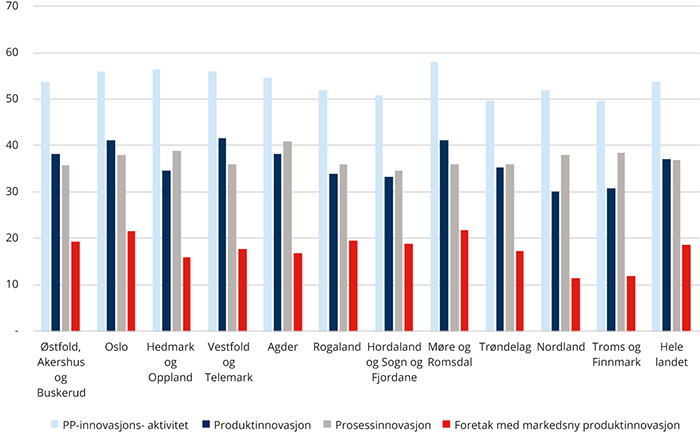 70
60
50
40
30
20
10
-
Østfold, Akershus og Buskerud
Oslo
Hedmark og Oppland
Vestfold og Telemark
Agder
Rogaland
Hordaland og Sogn og Fjordane
Møre og Romsdal
Trøndelag
Nordland
Troms og Finnmark
Hele landet
PP-innovasjons- aktivitet
Produktinnovasjon
Prosessinnovasjon
Foretak med markedsny produktinnovasjon